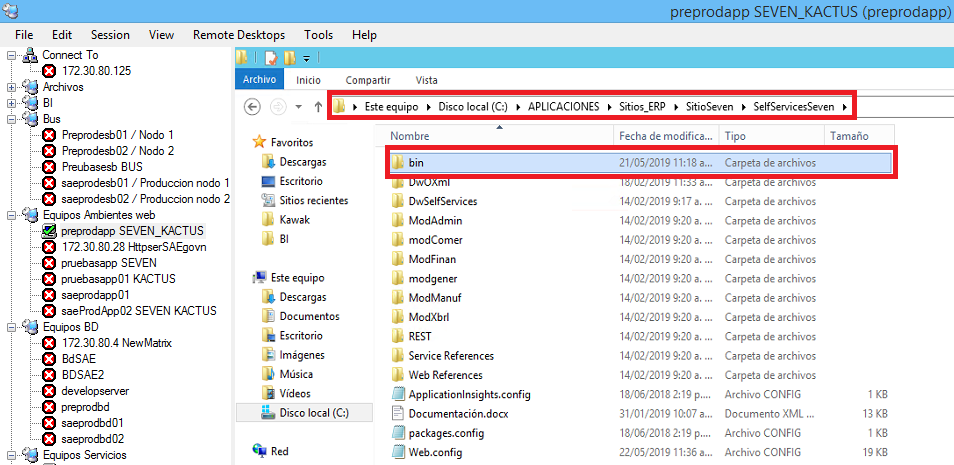 preprodapp SEVEN_KACTUS (preprodapp)
File Edit Session View Remote Desktops Tools Help
Connect To
172.30.80.125
Archivos
BI
Bus
Preprodesb01 / Nodo 1
Preprodesb02 / Nodo 2
Preubasesb BUS
saeprodesb01 / Produccion nodo 1
saeprodesb02 / Produccion nodo 2
Equipos Ambientes web
preprodapp SEVEN_KACTUS
172.30.80.28 HttpserSAEgovn
pruebasapp SEVEN
pruebasapp01 KACTUS
saeprodapp01
saeProdApp02 SEVEN KACTUS
Equipos BD
172.30.80.4 NewMatrix
BdSAE
BDSAE2
developserver
preprodbd
saeprodbd01
saeprodbd02
Equipos Servicios
Archivo Inicio Compartir Vista
Este equipo Disco local (C:) APLICACIONES Sitios_ERP SitioSeven SelfServicesSeven
Favoritos
Descargas
Escritorio
Sitios recientes
Kawak
BI
Este equipo
Descargas
Documentos
Escritorio
Imágenes
Música
Vídeos
Disco local (C:)
Red
Nombre Fecha de modifica... Tipo Tamaño
bin 21/05/2019 11:18 a... Carpeta de archivos
DwOXml 18/02/2019 11:33 a... Carpeta de archivos
DwSelfServices 14/02/2019 9:17 a. ... Carpeta de archivos
ModAdmin 14/02/2019 9:20 a. ... Carpeta de archivos
modComer 14/02/2019 9:20 a. ... Carpeta de archivos
ModFinan 14/02/2019 9:20 a. ... Carpeta de archivos
modgener 14/02/2019 9:20 a. ... Carpeta de archivos
ModManuf 14/02/2019 9:20 a. ... Carpeta de archivos
ModXbrl 14/02/2019 9:20 a. ... Carpeta de archivos
REST 14/02/2019 9:20 a. ... Carpeta de archivos
Service References 14/02/2019 9:20 a. ... Carpeta de archivos
Web References 14/02/2019 9:20 a. ... Carpeta de archivos
ApplicationInsights.config 18/06/2018 2:19 p.... Archivo CONFIG 1 KB
Documentación.docx 31/01/2019 10:07 a... Documento XML ... 13 KB
packages.config 18/06/2018 2:19 p.... Archivo CONFIG 1 KB
Web.config 22/05/2019 11:36 a... Archivo CONFIG 19 KB